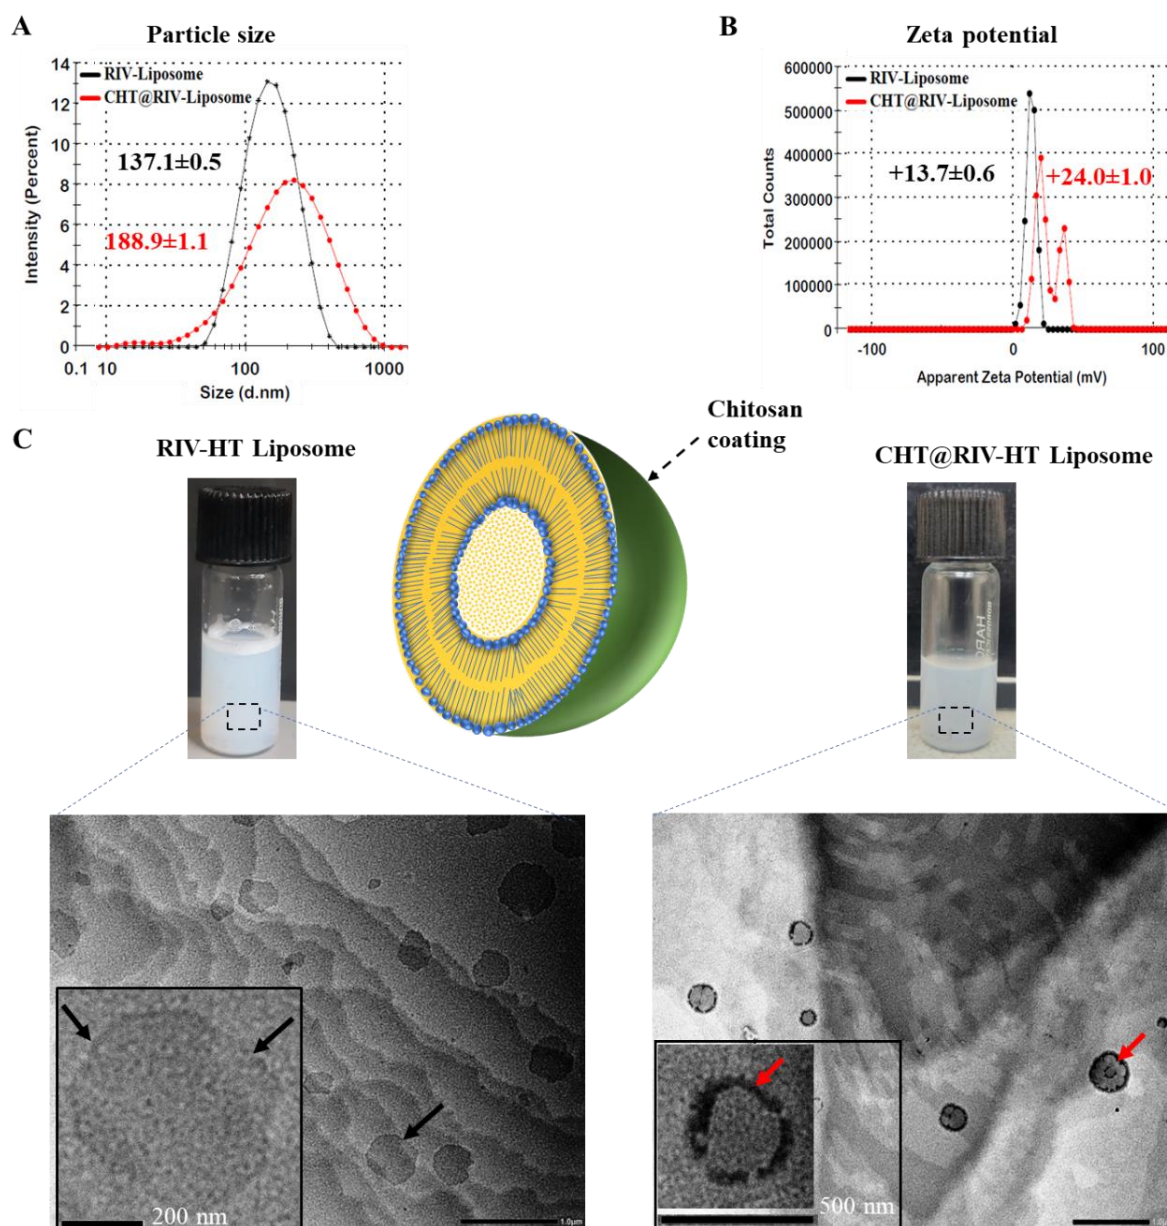 A
Particle size
14
12
10
8
6
4
2
0
Intensity (Percent)
RIV-Liposome
CHT@RIV-Liposome
137.1±0.5
188.9±1.1
0.1 10 100 1000
Size (d.nm)
B
Zeta potential
600000
500000
400000
300000
200000
100000
0
Total Counts
RIV-Liposome
CHT@RIV-Liposome
+13.7±0.6
+24.0±1.0
-100 0 100
Apparent Zeta Potential (mV)
C
RIV-HT Liposome
Chitosan
coating
CHT@RIV-HT Liposome
200 nm
1.0µm
500 nm